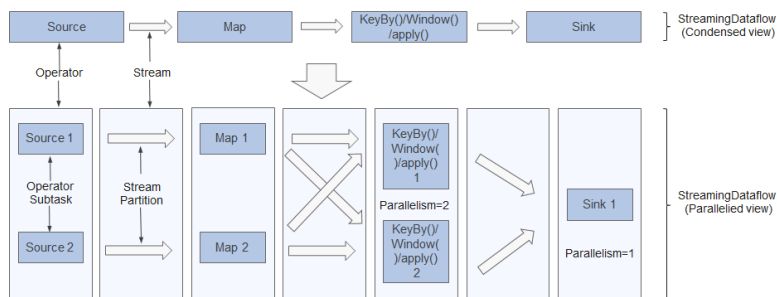 Source
Map
KeyBy()/Window()
/apply()
Sink
StreamingDataflow
(Condensed view)
Operator
Stream
Source 1
Map 1
KeyBy()/
Window(
)/apply()
1
Operator
Subtask
Stream
Partition
Parallelism=2
Sink 1
StreamingDataflow
(Parallelied view)
Source 2
Map 2
KeyBy()/
Window(
)/apply()
2
Parallelism=1